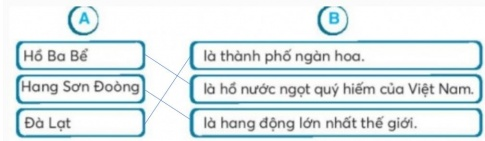 A B
Hồ Ba Bể là thành phố ngàn hoa.
Hang Sơn Đoòng là hồ nước ngọt quý hiếm của Việt Nam.
Đà Lạt là hang động lớn nhất thế giới.